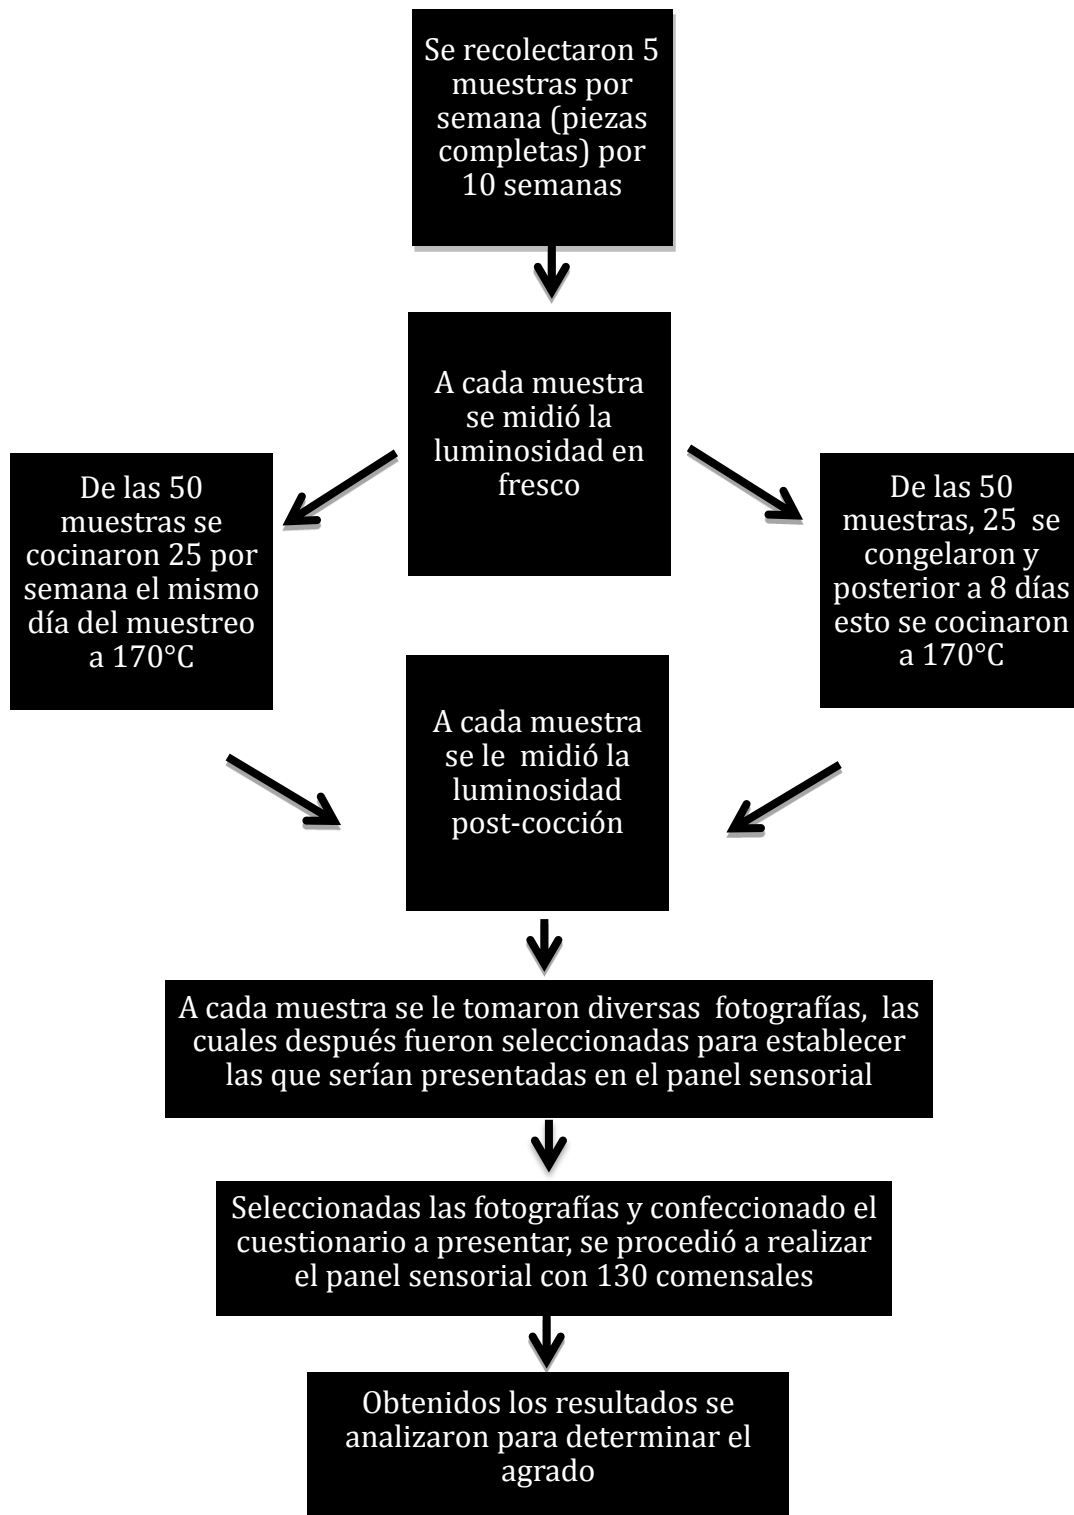 Se recolectaron 5
muestras por
semana (piezas
completas) por
10 semanas
A cada muestra
se midió la
luminosidad en
fresco
De las 50
muestras se
cocinaron 25 por
semana el mismo
día del muestreo
a 170°C
De las 50
muestras, 25 se
congelaron y
posterior a 8 días
esto se cocinaron
a 170°C
A cada muestra
se le midió la
luminosidad
post-cocción
A cada muestra se le tomaron diversas fotografías, las
cuales después fueron seleccionadas para establecer
las que serían presentadas en el panel sensorial
Seleccionadas las fotografías y confeccionado el
cuestionario a presentar, se procedió a realizar
el panel sensorial con 130 comensales
Obtenidos los resultados se
analizaron para determinar el
agrado